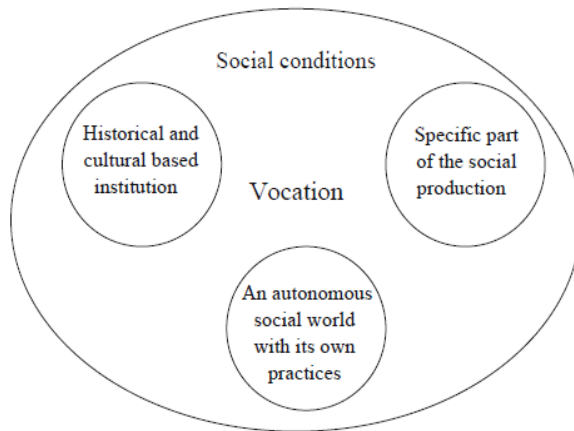 Social conditions
Historical and
cultural based
institution
Specific part
of the social
production
Vocation
An autonomous
social world
with its own
practices